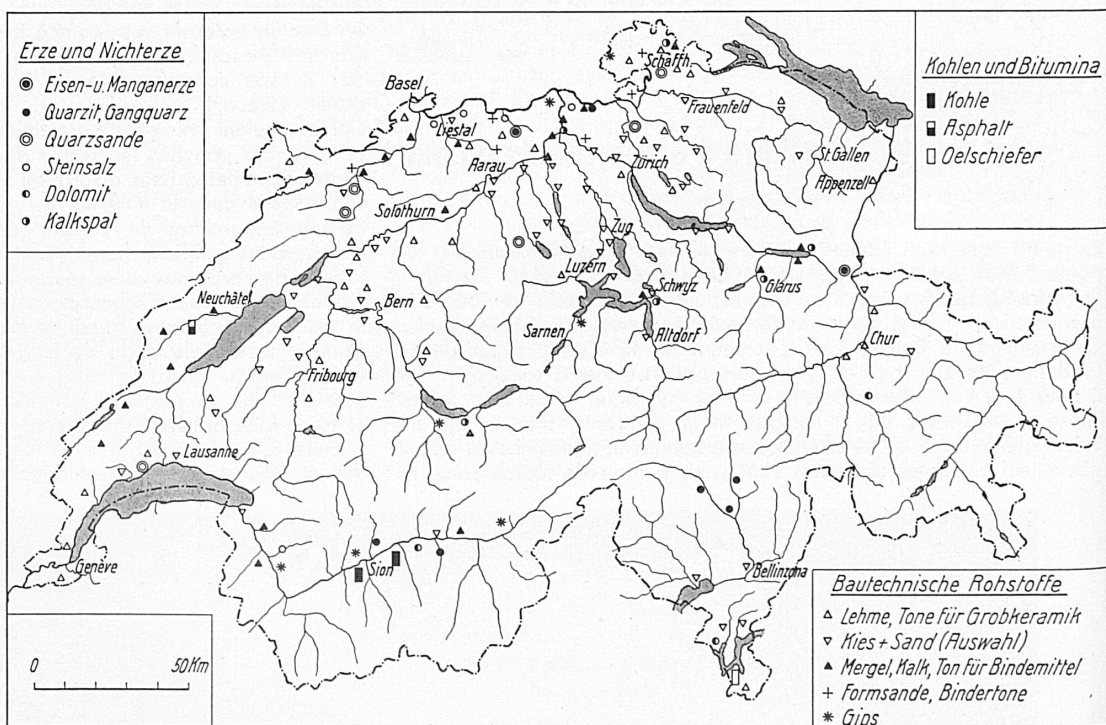 Erze und Nichterze
Eisen-u. Manganerze
Quarzit, Gangquarz
Quarzsande
Steinsalz
Dolomit
Kalkspat
Kohlen und Bitumina
Kohle
Asphalt
Oelschiefer
Schaffh.
Basel
Liestal
Frauenfeld
Aarau
Zürich
St.Gallen
Appenzell
Solothurn
Zug
Luzern
Schwyz
Glarus
Neuchâtel
Bern
Sarnen
Altdorf
Chur
Fribourg
Lausanne
Genève
Sion
Bellinzona
0 50 Km
Bautechnische Rohstoffe
Lehme, Tone für Grobkeramik
Kies + Sand (Auswahl)
Mergel, Kalk, Ton für Bindemittel
Formsande, Bindertone
Gips